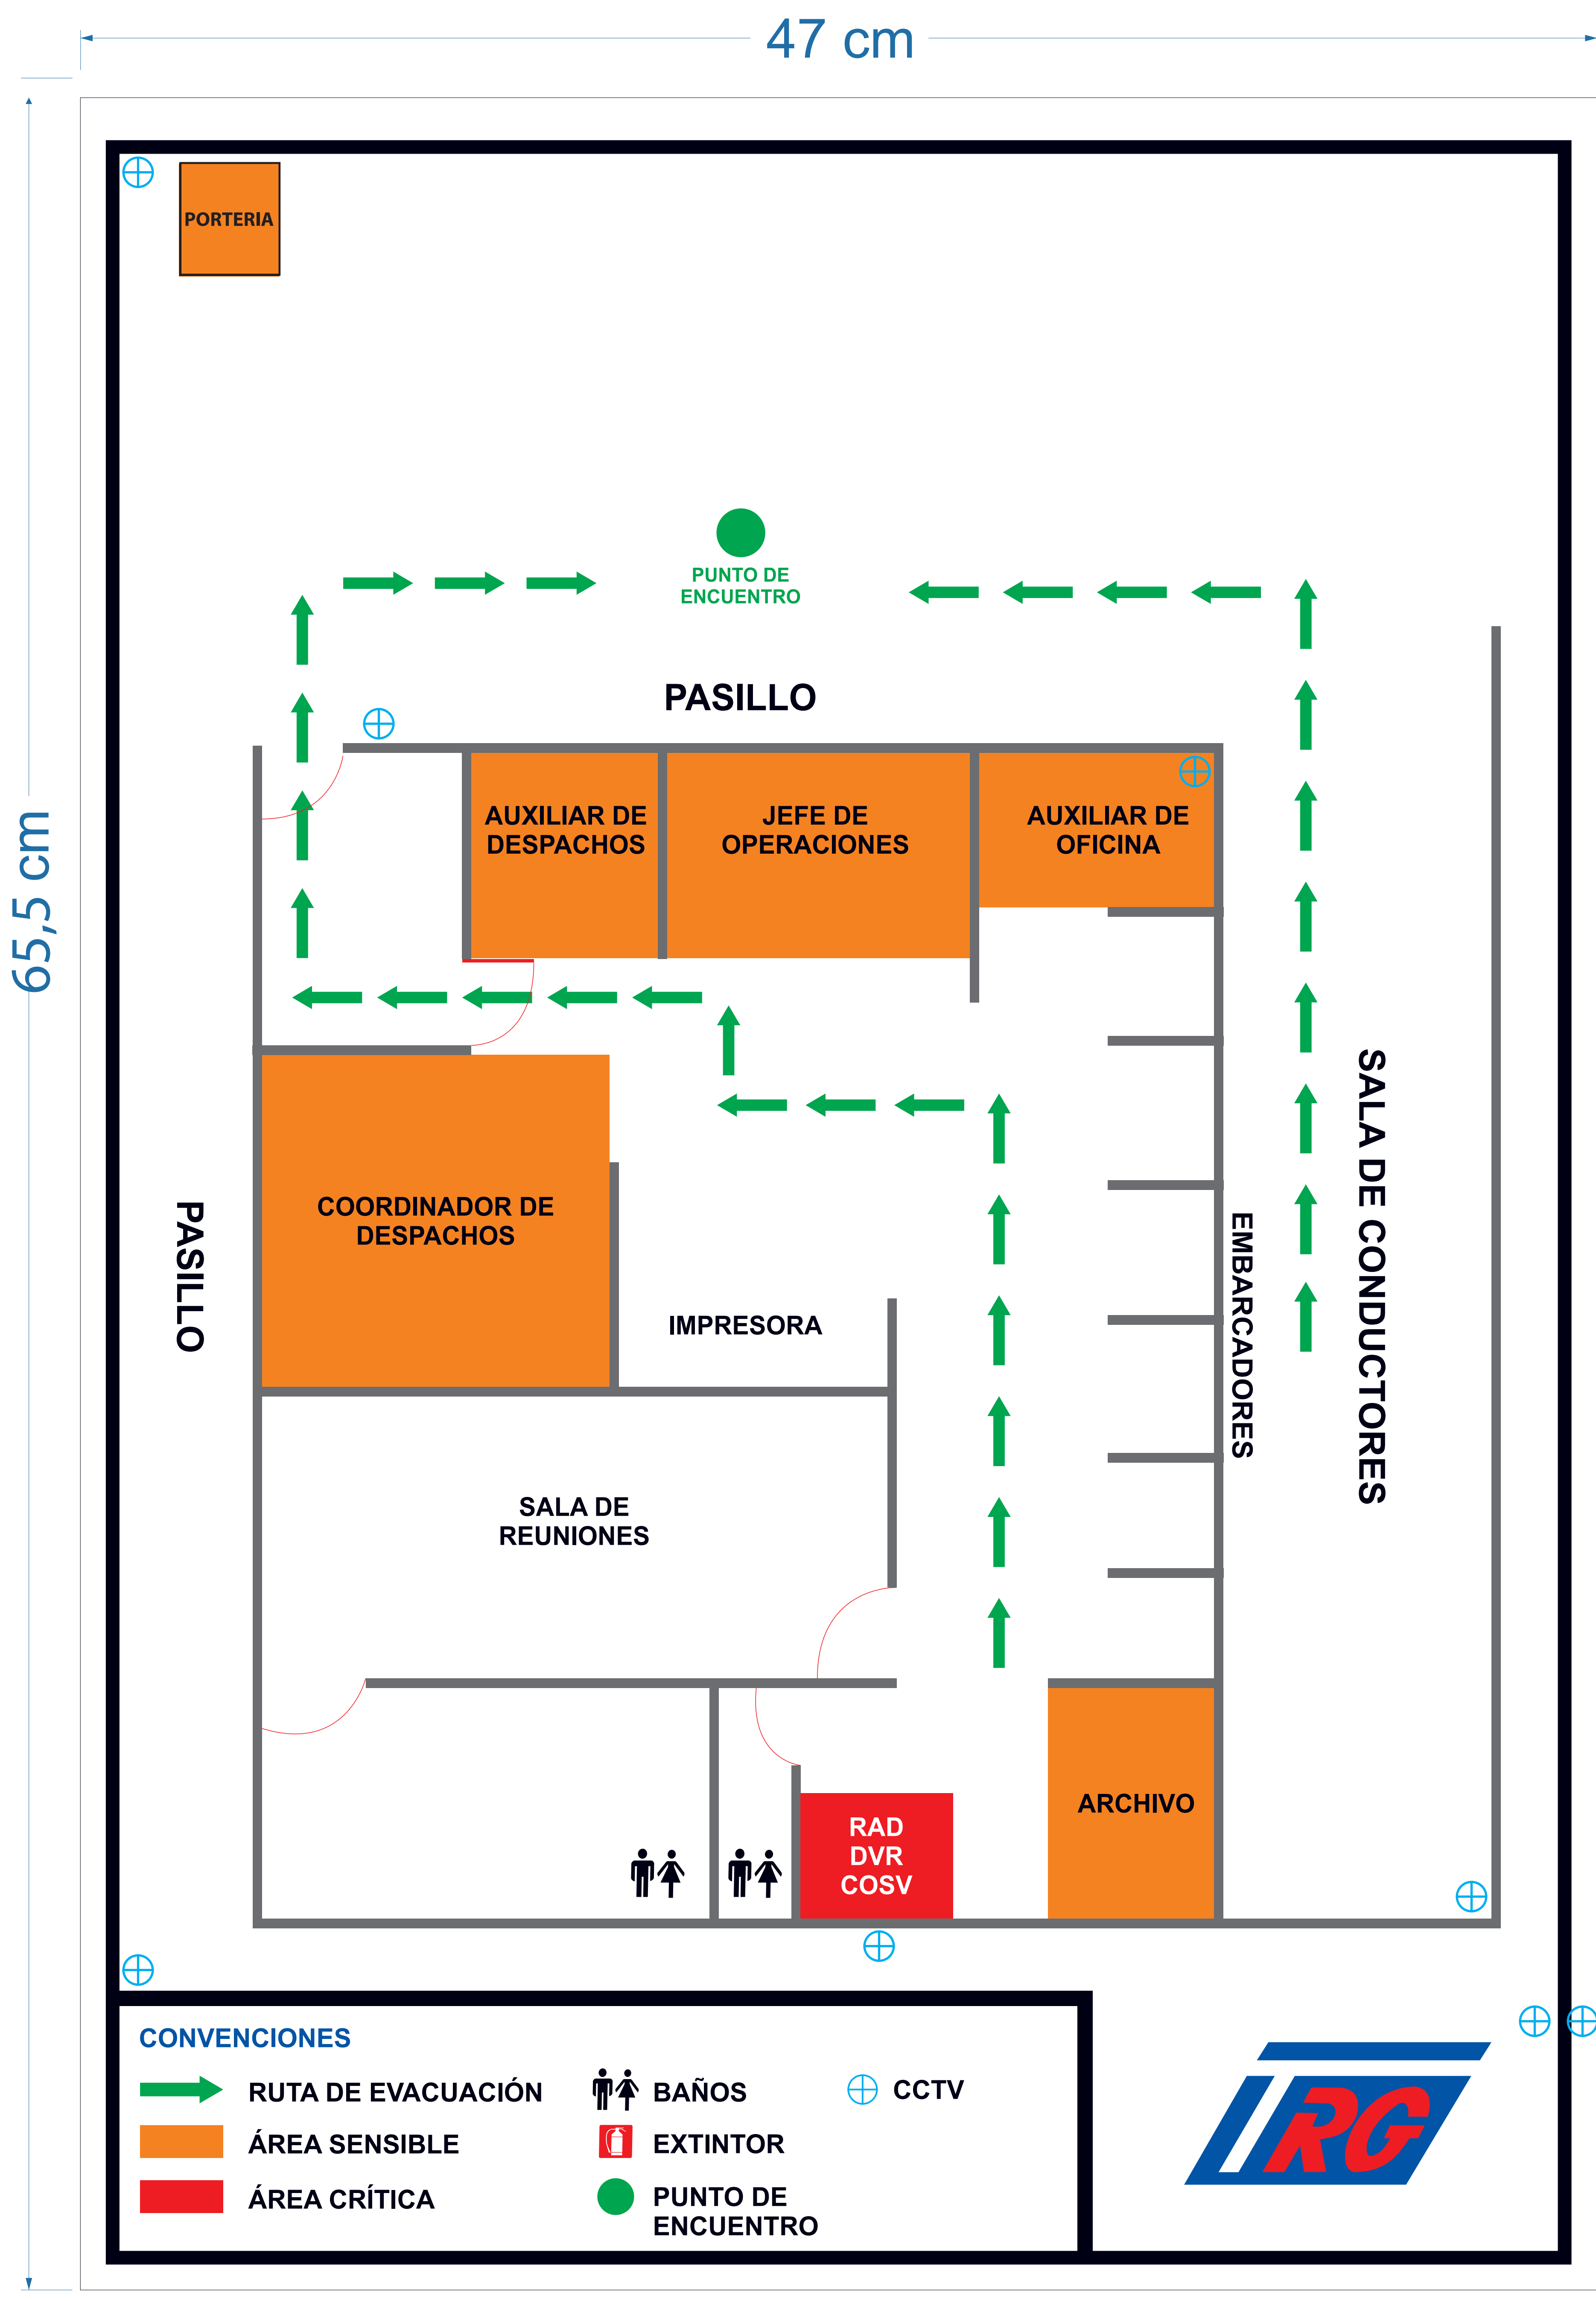 47 cm
65,5 cm
PORTERIA
PUNTO DE
ENCUENTRO
PASILLO
AUXILIAR DE
DESPACHOS
JEFE DE
OPERACIONES
AUXILIAR DE
OFICINA
COORDINADOR DE
DESPACHOS
PASILLO
IMPRESORA
EMBARCADORES
SALA DE CONDUCTORES
SALA DE
REUNIONES
RAD
DVR
COSV
ARCHIVO
CONVENCIONES
RUTA DE EVACUACIÓN
ÁREA SENSIBLE
ÁREA CRÍTICA
BAÑOS
EXTINTOR
PUNTO DE
ENCUENTRO
CCTV
RG